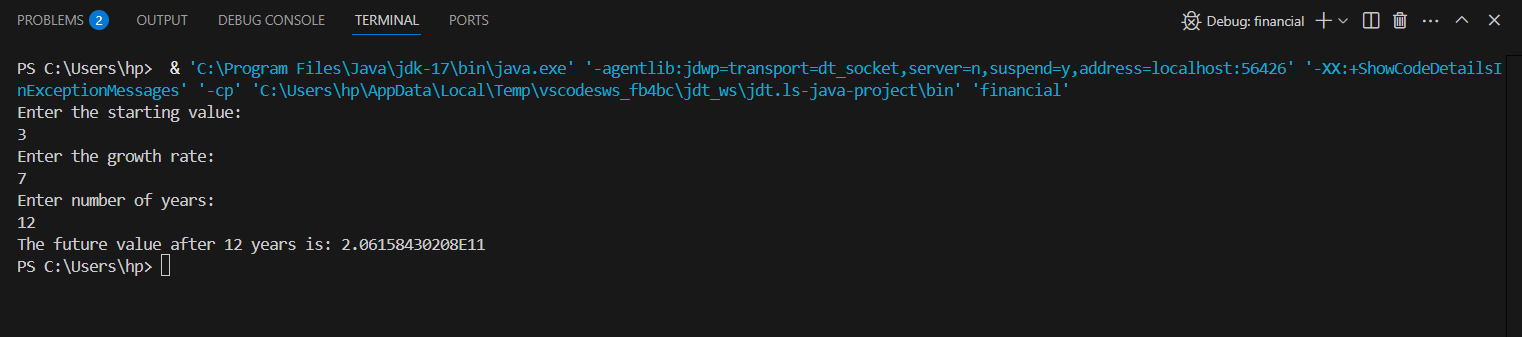 PROBLEMS 2 OUTPUT DEBUG CONSOLE TERMINAL PORTS Debug: financial
PS C:\Users\hp>  & 'C:\Program Files\Java\jdk-17\bin\java.exe' '-agentlib:jdwp=transport=dt_socket,server=n,suspend=y,address=localhost:56426' '-XX:+ShowCodeDetailsI
nExceptionMessages' '-cp' 'C:\Users\hp\AppData\Local\Temp\vscodesws_fb4bc\jdt_ws\jdt.ls-java-project\bin' 'financial'
Enter the starting value:
3
Enter the growth rate:
7
Enter number of years:
12
The future value after 12 years is: 2.06158430208E11
PS C:\Users\hp>